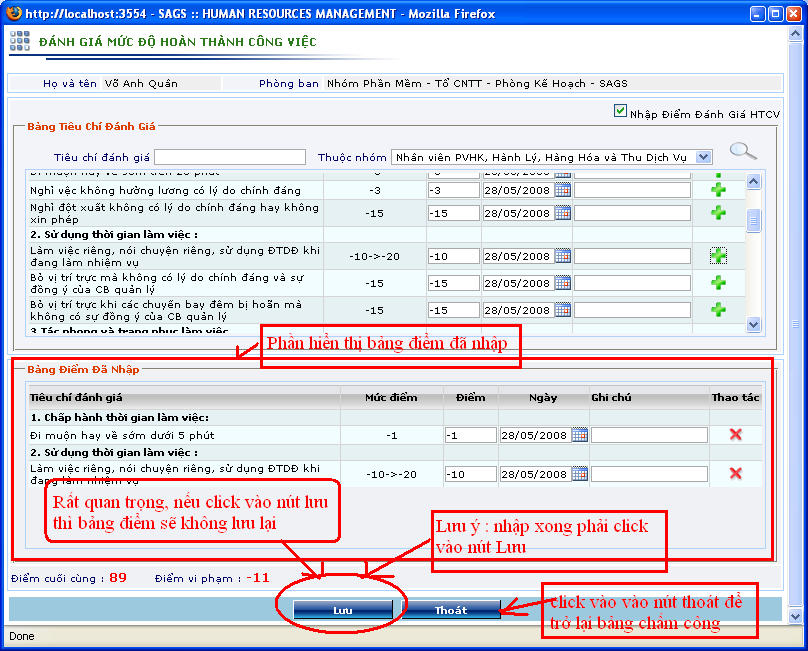 http://localhost:3554 - SAGS :: HUMAN RESOURCES MANAGEMENT - Mozilla Firefox
ĐÁNH GIÁ MỨC ĐỘ HOÀN THÀNH CÔNG VIỆC
Họ và tên Võ Anh Quân Phòng ban Nhóm Phần Mềm - Tổ CNTT - Phòng Kế Hoạch - SAGS
Nhập Điểm Đánh Giá HTCV
Bảng Tiêu Chí Đánh Giá
Tiêu chí đánh giá Thuộc nhóm Nhân viên PVHK, Hành Lý, Hàng Hóa và Thu Dịch Vụ
Nghỉ vệc không hưởng lương có lý do chính đáng -3 -3 28/05/2008
Nghỉ đột xuất không có lý do chính đáng hay không
xin phép -15 -15 28/05/2008
2. Sử dụng thời gian làm việc :
Làm việc riêng, nói chuyện riêng, sử dụng ĐTDĐ khi
đang làm nhiệm vụ -10->-20 -10 28/05/2008
Bỏ vị trí trực mà không có lý do chính đáng và sự
đồng ý của CB quản lý -15 -15 28/05/2008
Bỏ vị trí trực khi các chuyến bay đêm bị hoãn mà
không có sự đồng ý của CB quản lý -15 -15 28/05/2008
3.Tác phong và trang phục làm việc
Phần hiển thị bảng điểm đã nhập
Bảng Điểm Đã Nhập
Tiêu chí đánh giá Mức điểm Điểm Ngày Ghi chú Thao tác
1. Chấp hành thời gian làm việc:
Đi muộn hay về sớm dưới 5 phút -1 -1 28/05/2008
2. Sử dụng thời gian làm việc :
Làm việc riêng, nói chuyện riêng, sử dụng ĐTDĐ khi
đang làm nhiệm vụ -10->-20 -10 28/05/2008
Rất quan trọng, nếu click vào nút lưu
thì bảng điểm sẽ không lưu lại
Lưu ý : nhập xong phải click
vào nút Lưu
Điểm cuối cùng : 89 Điểm vi phạm : -11
Lưu Thoát
click vào vào nút thoát để
trở lại bảng chấm công
Done